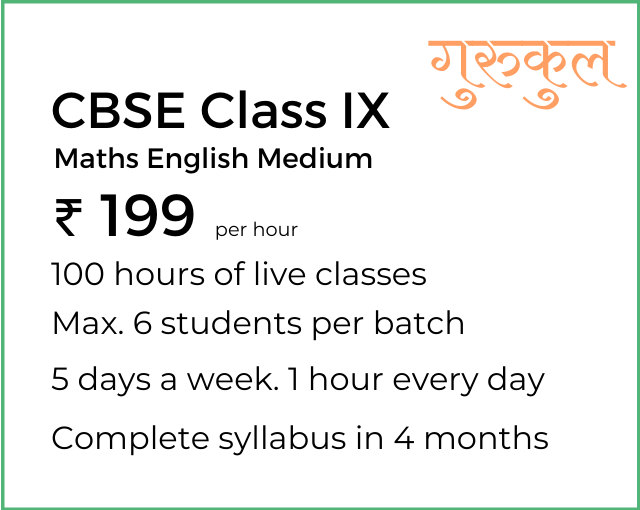 गुरुकुल
CBSE Class IX
Maths English Medium
₹ 199 per hour
100 hours of live classes
Max. 6 students per batch
5 days a week. 1 hour every day
Complete syllabus in 4 months